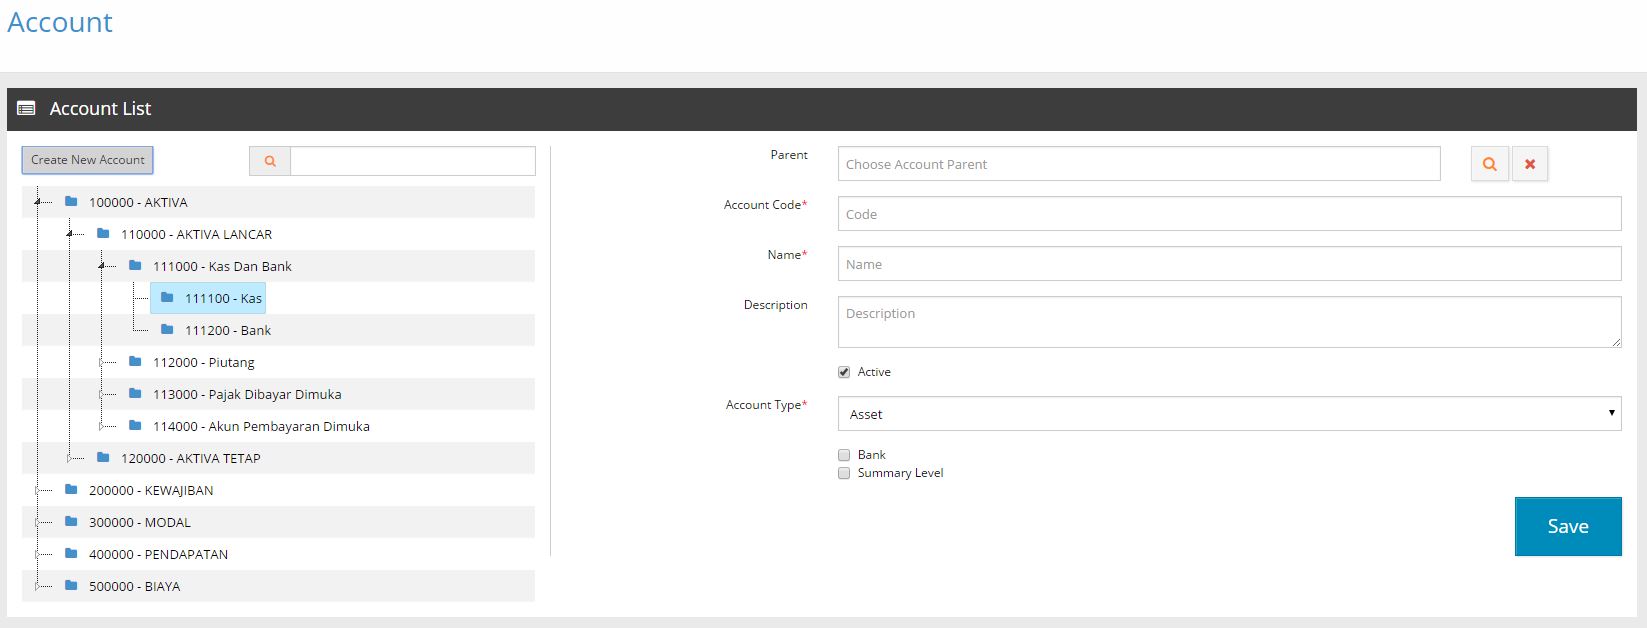 Account
Account List
Create New Account
100000 - AKTIVA
110000 - AKTIVA LANCAR
111000 - Kas Dan Bank
111100 - Kas
111200 - Bank
112000 - Piutang
113000 - Pajak Dibayar Dimuka
114000 - Akun Pembayaran Dimuka
120000 - AKTIVA TETAP
200000 - KEWAJIBAN
300000 - MODAL
400000 - PENDAPATAN
500000 - BIAYA
Parent Choose Account Parent
Account Code* Code
Name* Name
Description Description
Active
Account Type* Asset
Bank
Summary Level
Save